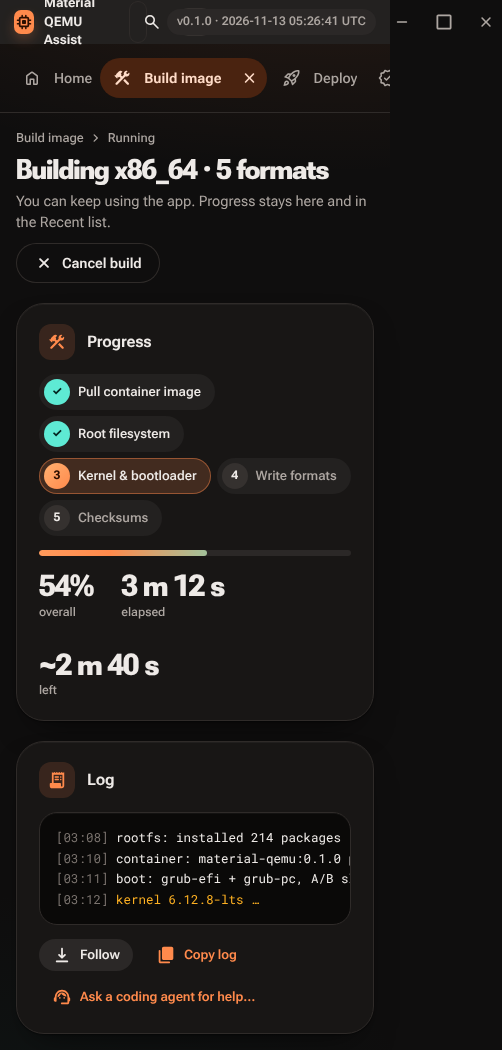 Material
QEMU
Assist
v0.1.0 · 2026-11-13 05:26:41 UTC
Home
Build image
Deploy
Build image > Running
Building x86_64 · 5 formats
You can keep using the app. Progress stays here and in
the Recent list.
Cancel build
Progress
Pull container image
Root filesystem
3 Kernel & bootloader
4 Write formats
5 Checksums
54% 3 m 12 s
overall elapsed
~2 m 40 s
left
Log
[03:08] rootfs: installed 214 packages
[03:10] container: material-qemu:0.1.0
[03:11] boot: grub-efi + grub-pc, A/B
[03:12] kernel 6.12.8-lts …
Follow
Copy log
Ask a coding agent for help…